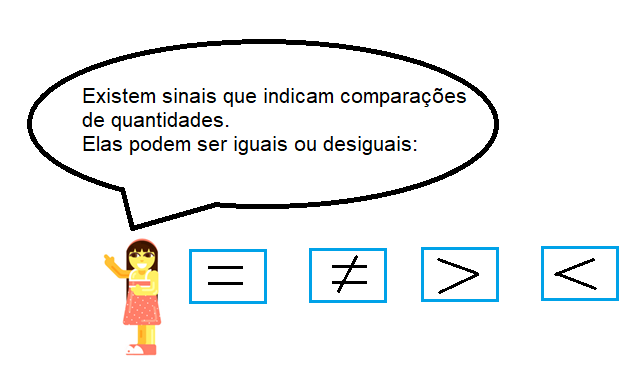 Existem sinais que indicam comparações
de quantidades.
Elas podem ser iguais ou desiguais:
= ≠ > <